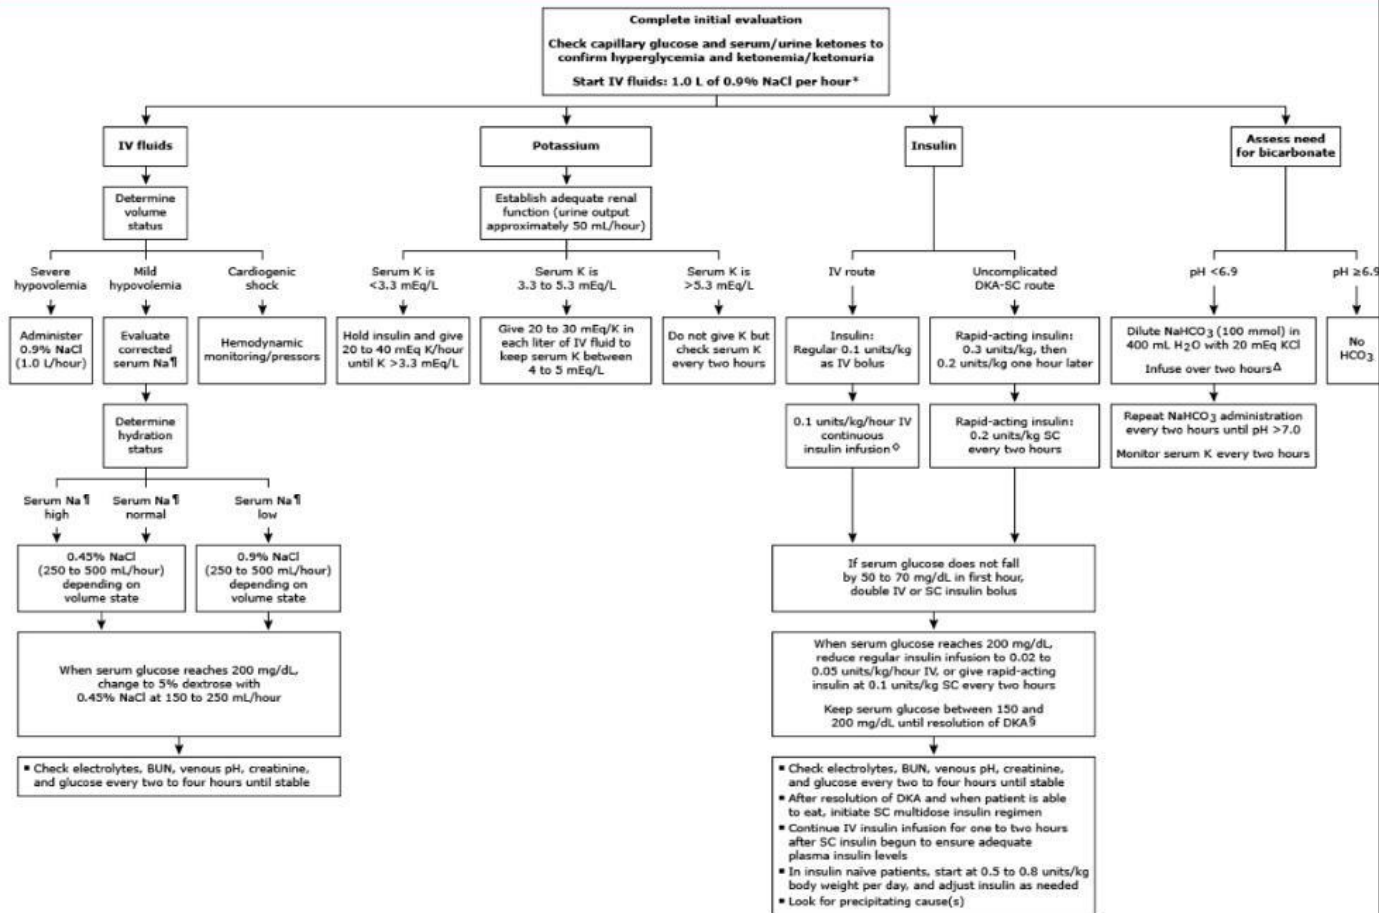 Complete initial evaluation
Check capillary glucose and serum/urine ketones to
confirm hyperglycemia and ketonemia/ketonuria
Start IV fluids: 1.0 L of 0.9% NaCl per hour*
IV fluids
Determine
volume
status
Severe
hypovolemia
Mild
hypovolemia
Cardiogenic
shock
Administer
0.9% NaCl
(1.0 L/hour)
Evaluate
corrected
serum Na¶
Hemodynamic
monitoring/pressors
Determine
hydration
status
Serum Na¶
high
Serum Na¶
normal
Serum Na¶
low
0.45% NaCl
(250 to 500 mL/hour)
depending on
volume state
0.9% NaCl
(250 to 500 mL/hour)
depending on
volume state
When serum glucose reaches 200 mg/dL,
change to 5% dextrose with
0.45% NaCl at 150 to 250 mL/hour
▪ Check electrolytes, BUN, venous pH, creatinine,
and glucose every two to four hours until stable
Potassium
Establish adequate renal
function (urine output
approximately 50 mL/hour)
Serum K is
<3.3 mEq/L
Serum K is
3.3 to 5.3 mEq/L
Serum K is
>5.3 mEq/L
Hold insulin and give
20 to 40 mEq K/hour
until K >3.3 mEq/L
Give 20 to 30 mEq/K in
each liter of IV fluid to
keep serum K between
4 to 5 mEq/L
Do not give K but
check serum K
every two hours
Insulin
IV route
Uncomplicated
DKA-SC route
Insulin:
Regular 0.1 units/kg
as IV bolus
Rapid-acting insulin:
0.3 units/kg, then
0.2 units/kg one hour later
0.1 units/kg/hour IV
continuous
insulin infusion◇
Rapid-acting insulin:
0.2 units/kg SC
every two hours
If serum glucose does not fall
by 50 to 70 mg/dL in first hour,
double IV or SC insulin bolus
When serum glucose reaches 200 mg/dL,
reduce regular insulin infusion to 0.02 to
0.05 units/kg/hour IV, or give rapid-acting
insulin at 0.1 units/kg SC every two hours
Keep serum glucose between 150 and
200 mg/dL until resolution of DKA§
▪ Check electrolytes, BUN, venous pH, creatinine,
and glucose every two to four hours until stable
▪ After resolution of DKA and when patient is able
to eat, initiate SC multidose insulin regimen
▪ Continue IV insulin infusion for one to two hours
after SC insulin begun to ensure adequate
plasma insulin levels
▪ In insulin naïve patients, start at 0.5 to 0.8 units/kg
body weight per day, and adjust insulin as needed
▪ Look for precipitating cause(s)
Assess need
for bicarbonate
pH <6.9
pH ≥6.9
Dilute NaHCO3 (100 mmol) in
400 mL H2O with 20 mEq KCl
Infuse over two hoursΔ
No
HCO3
Repeat NaHCO3 administration
every two hours until pH >7.0
Monitor serum K every two hours